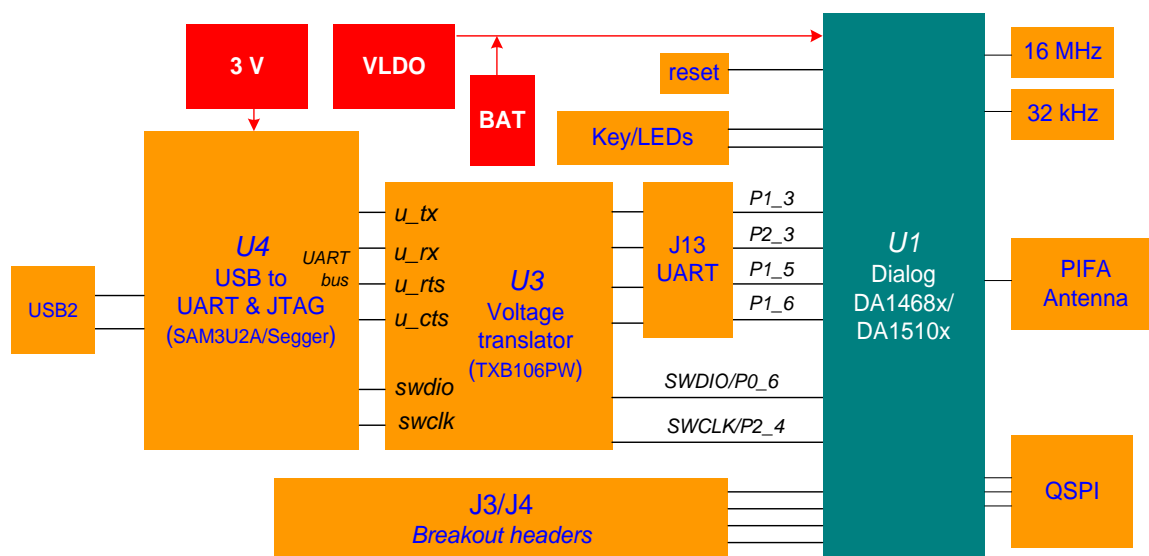 3 V
VLDO
BAT
reset
16 MHz
32 kHz
Key/LEDs
U4
USB to
UART & JTAG
(SAM3U2A/Segger)
UART
bus
USB2
u_tx
u_rx
u_rts
u_cts
swdio
swclk
U3
Voltage
translator
(TXB106PW)
J13
UART
P1_3
P2_3
P1_5
P1_6
SWDIO/P0_6
SWCLK/P2_4
U1
Dialog
DA1468x/
DA1510x
PIFA
Antenna
QSPI
J3/J4
Breakout headers